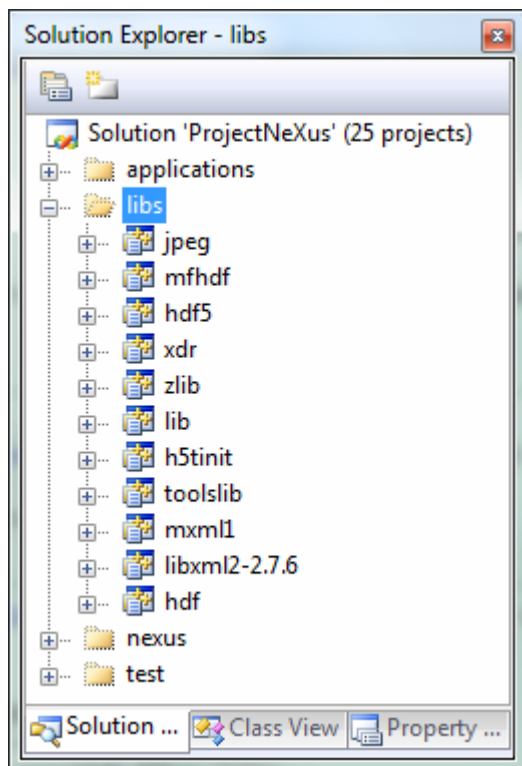 Solution Explorer - libs
Solution 'ProjectNeXus' (25 projects)
applications
libs
jpeg
mfhdf
hdf5
xdr
zlib
lib
h5tinit
toolslib
mxml1
libxml2-2.7.6
hdf
nexus
test
Solution ... Class View Property ...